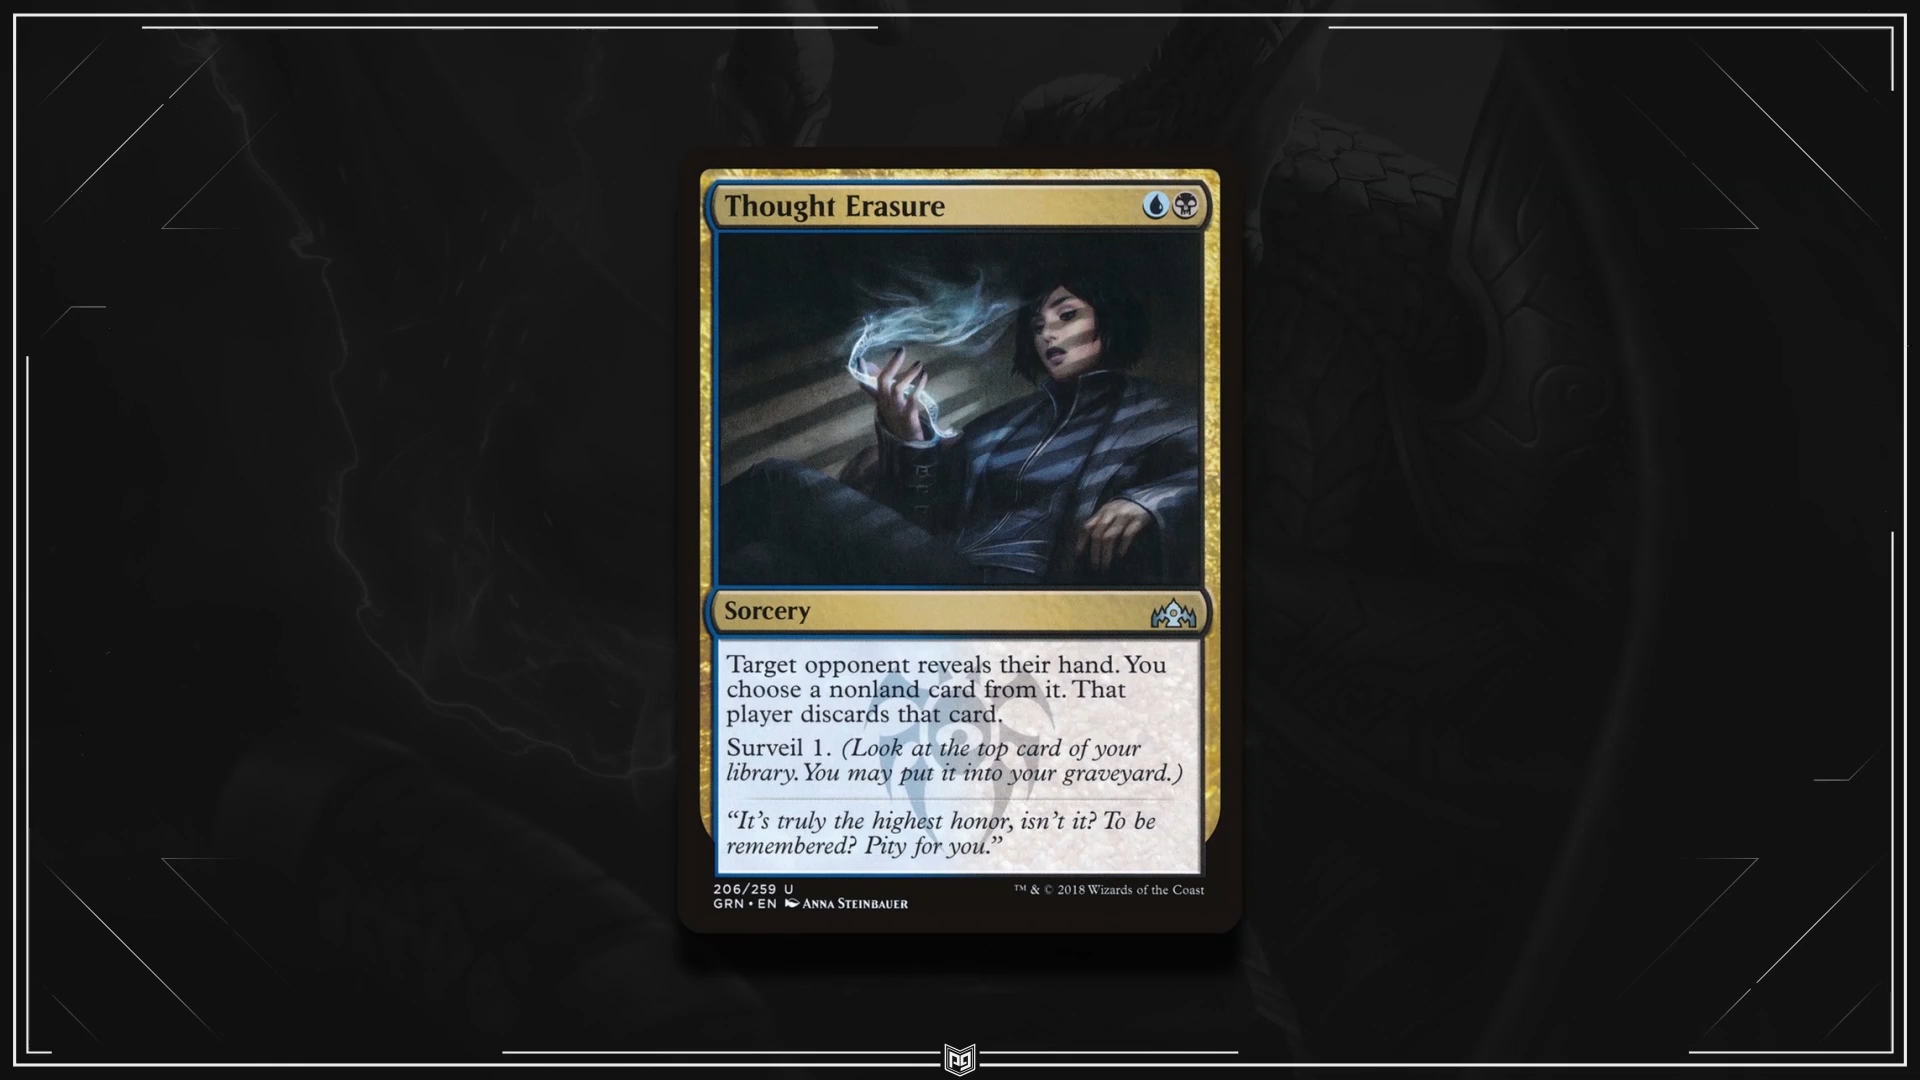 Thought Erasure
Sorcery
Target opponent reveals their hand. You
choose a nonland card from it. That
player discards that card.
Surveil 1. (Look at the top card of your
library. You may put it into your graveyard.)
“It’s truly the highest honor, isn’t it? To be
remembered? Pity for you.”
206/259 U
™ & © 2018 Wizards of the Coast
GRN • EN ANNA STEINBAUER
PG